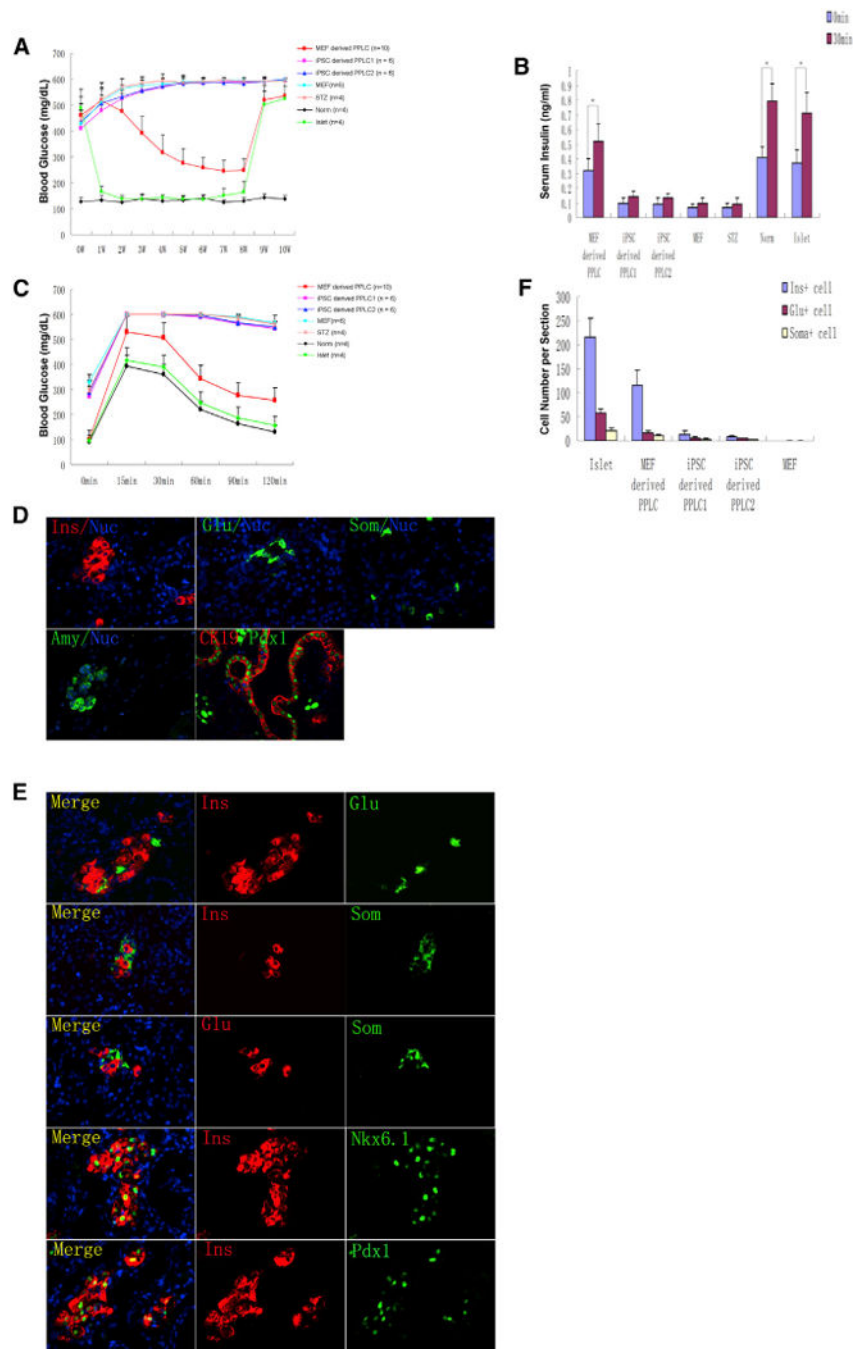 A
Blood Glucose (mg/dL)
700
600
500
400
300
200
100
0
0W 1W 2W 3W 4W 5W 6W 7W 8W 9W 10W
MEF derived PPLC (n=10)
iPSC derived PPLC1 (n = 6)
iPSC derived PPLC2 (n = 6)
MEF(n=6)
STZ (n=4)
Norm (n=4)
Islet (n=4)
B
0min
30min
Serum Insulin (ng/ml)
1
0.9
0.8
0.7
0.6
0.5
0.4
0.3
0.2
0.1
0
* * *
MEF derived PPLC
iPSC derived PPLC1
iPSC derived PPLC2
MEF
STZ
Norm
Islet
C
Blood Glucose (mg/dL)
700
600
500
400
300
200
100
0
0min 15min 30min 60min 90min 120min
MEF derived PPLC (n=10)
iPSC derived PPLC1 (n = 6)
iPSC derived PPLC2 (n = 6)
MEF(n=6)
STZ (n=4)
Norm (n=4)
Islet (n=4)
F
Ins+ cell
Glu+ cell
Soma+ cell
Cell Number per Section
300
250
200
150
100
50
0
Islet
MEF derived PPLC
iPSC derived PPLC1
iPSC derived PPLC2
MEF
D
Ins/Nuc
Glu/Nuc
Som/Nuc
Amy/Nuc
CK19/Pdx1
E
Merge Ins Glu
Merge Ins Som
Merge Glu Som
Merge Ins Nkx6.1
Merge Ins Pdx1